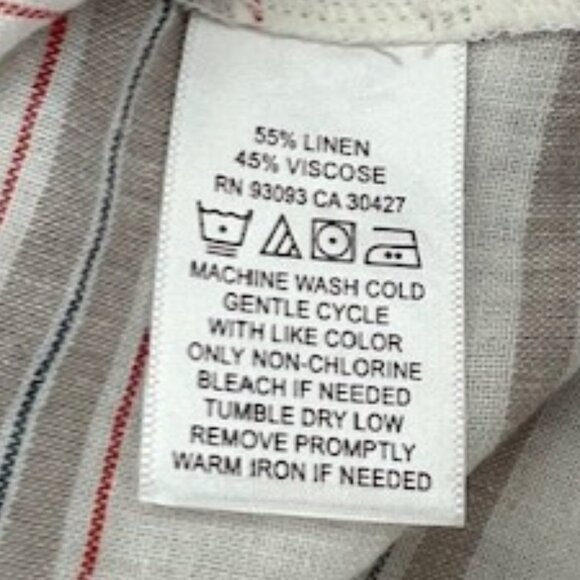 55% LINEN
45% VISCOSE
RN 93093 CA 30427
MACHINE WASH COLD
GENTLE CYCLE
WITH LIKE COLOR
ONLY NON-CHLORINE
BLEACH IF NEEDED
TUMBLE DRY LOW
REMOVE PROMPTLY
WARM IRON IF NEEDED